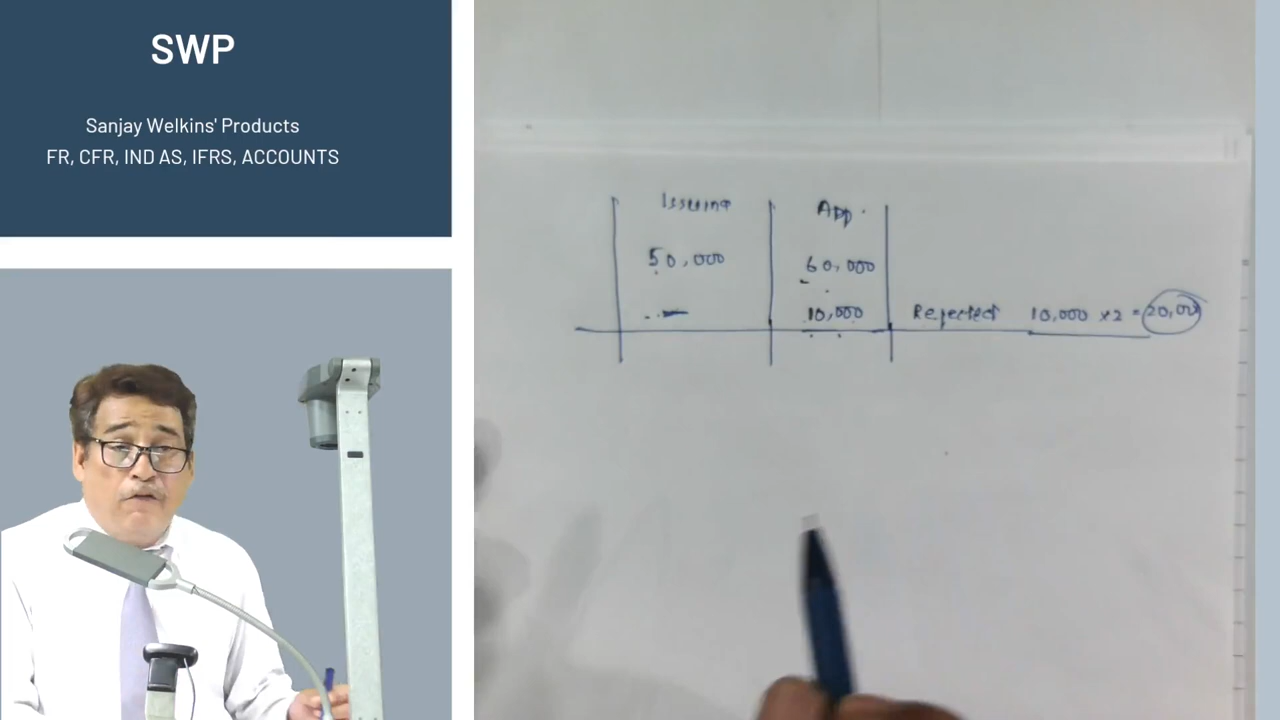 SWP
Sanjay Welkins' Products
FR, CFR, IND AS, IFRS, ACCOUNTS
Issuing App.
50,000 60,000
- 10,000 Rejected 10,000 × 2 = 20,00